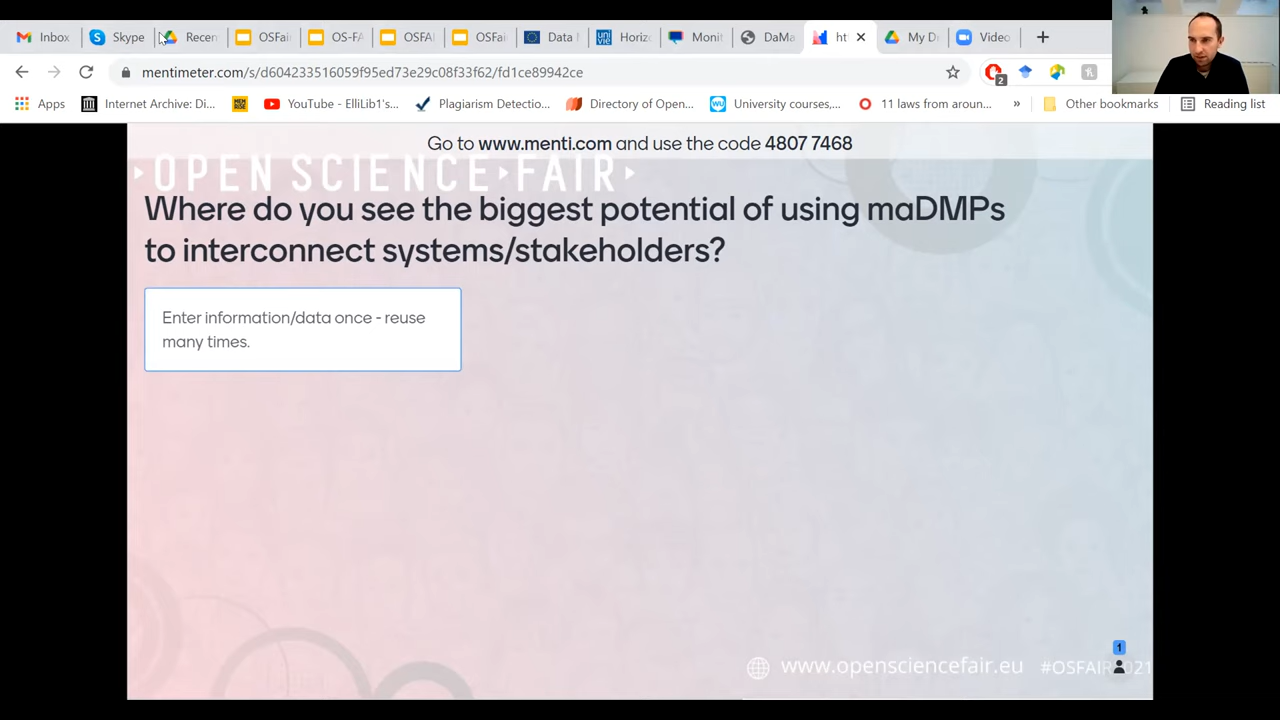 Inbox Skype Recen OSFair OS-FA OSFAI OSFai Data Horizo Monit DaMa ht My D Video
mentimeter.com/s/d604233516059f95ed73e29c08f33f62/fd1ce89942ce
2
Apps Internet Archive: Di... YouTube - ElliLib1's... Plagiarism Detectio... Directory of Open... University courses,... 11 laws from aroun... » Other bookmarks Reading list
Go to www.menti.com and use the code 4807 7468
OPEN SCIENCE FAIR
Where do you see the biggest potential of using maDMPs
to interconnect systems/stakeholders?
Enter information/data once - reuse
many times.
1
www.opensciencefair.eu #OSFAIR2021